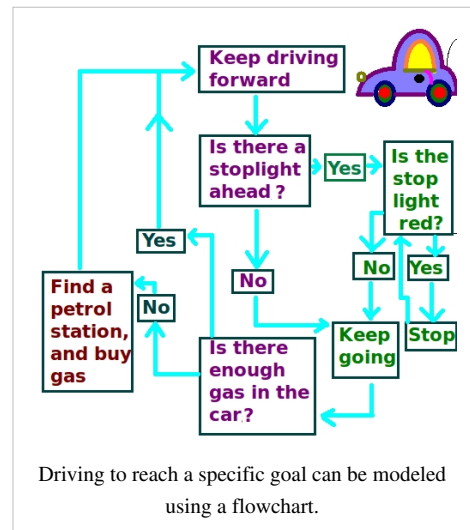 Keep driving
forward
Is there a
stoplight
ahead?
Yes
Is the
stop
light
red?
Yes
No
No
Yes
Find a
petrol
station,
and buy
gas
No
Keep
going
Stop
Is there
enough
gas in the
car?
Driving to reach a specific goal can be modeled
using a flowchart.